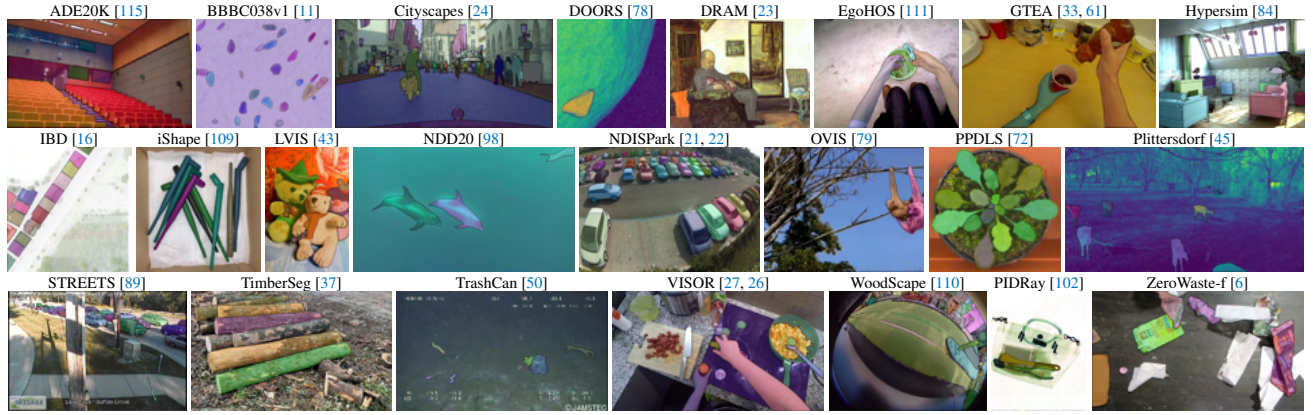 ADE20K [115] BBBC038v1 [11] Cityscapes [24] DOORS [78] DRAM [23] EgoHOS [111] GTEA [33, 61] Hypersim [84]
IBD [16] iShape [109] LVIS [43] NDD20 [98] NDISPark [21, 22] OVIS [79] PPDLS [72] Plittersdorf [45]
STREETS [89] TimberSeg [37] TrashCan [50] VISOR [27, 26] WoodScape [110] PIDRay [102] ZeroWaste-f [6]
©JAMSTEC